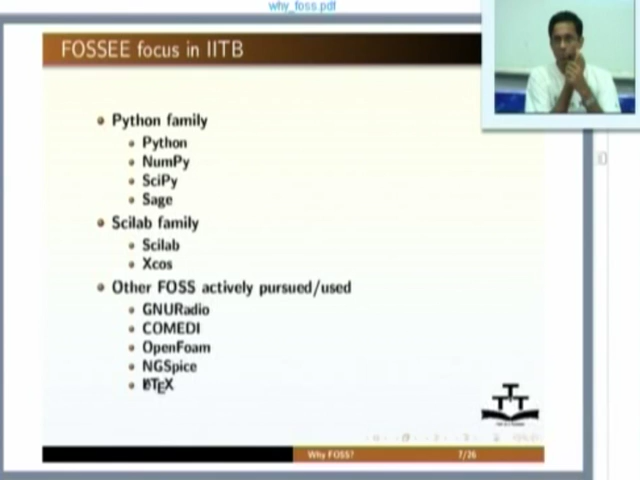 why_foss.pdf
FOSSEE focus in IITB
Python family
Python
NumPy
SciPy
Sage
Scilab family
Scilab
Xcos
Other FOSS actively pursued/used
GNURadio
COMEDI
OpenFoam
NGSpice
LATEX
Why FOSS?
7/26